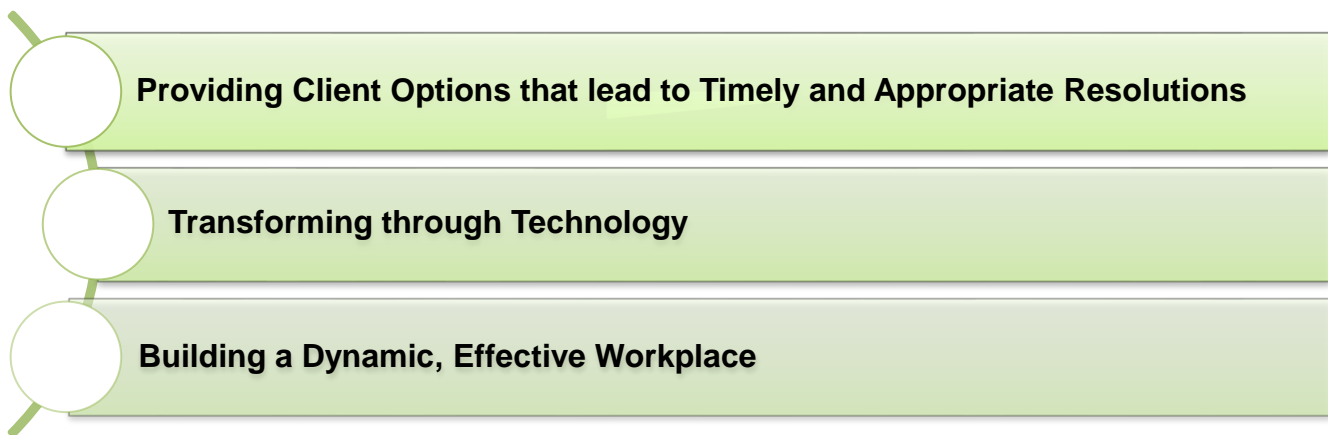 Providing Client Options that lead to Timely and Appropriate Resolutions
Transforming through Technology
Building a Dynamic, Effective Workplace